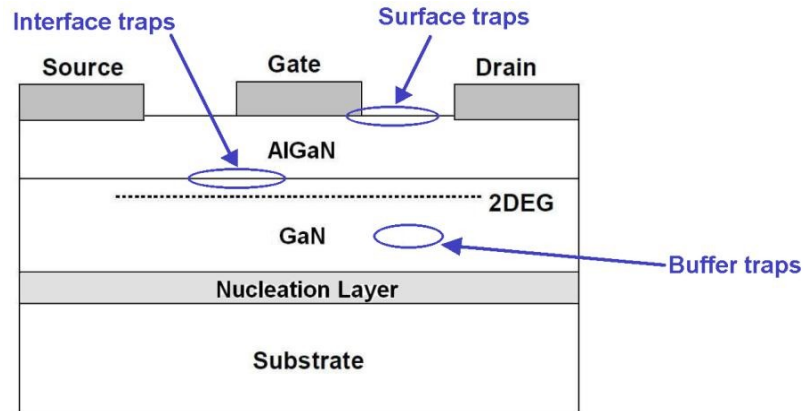 Interface traps
Surface traps
Source
Gate
Drain
AlGaN
2DEG
GaN
Buffer traps
Nucleation Layer
Substrate